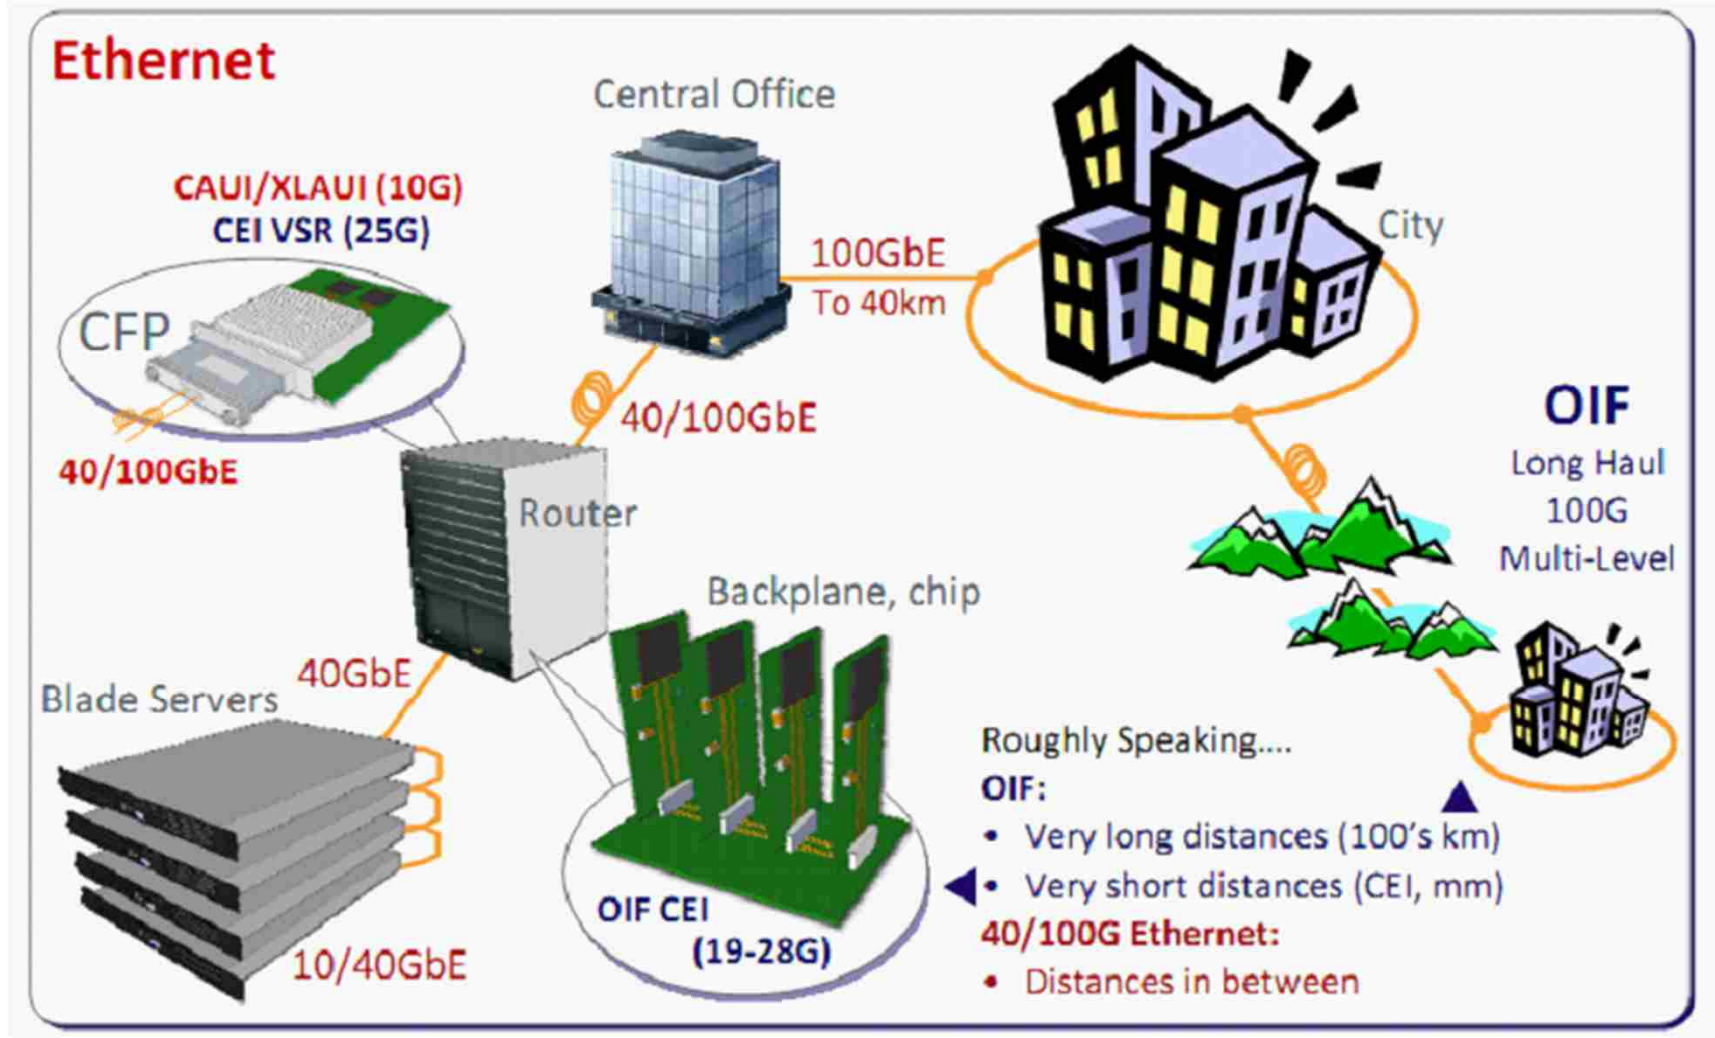 Ethernet
Central Office
CAUI/XLAUI (10G)
CEI VSR (25G)
City
100GbE
To 40km
CFP
OIF
40/100GbE
40/100GbE
Long Haul
100G
Multi-Level
Router
Backplane, chip
40GbE
Blade Servers
Roughly Speaking....
OIF:
• Very long distances (100's km)
• Very short distances (CEI, mm)
OIF CEI
(19-28G)
40/100G Ethernet:
• Distances in between
10/40GbE